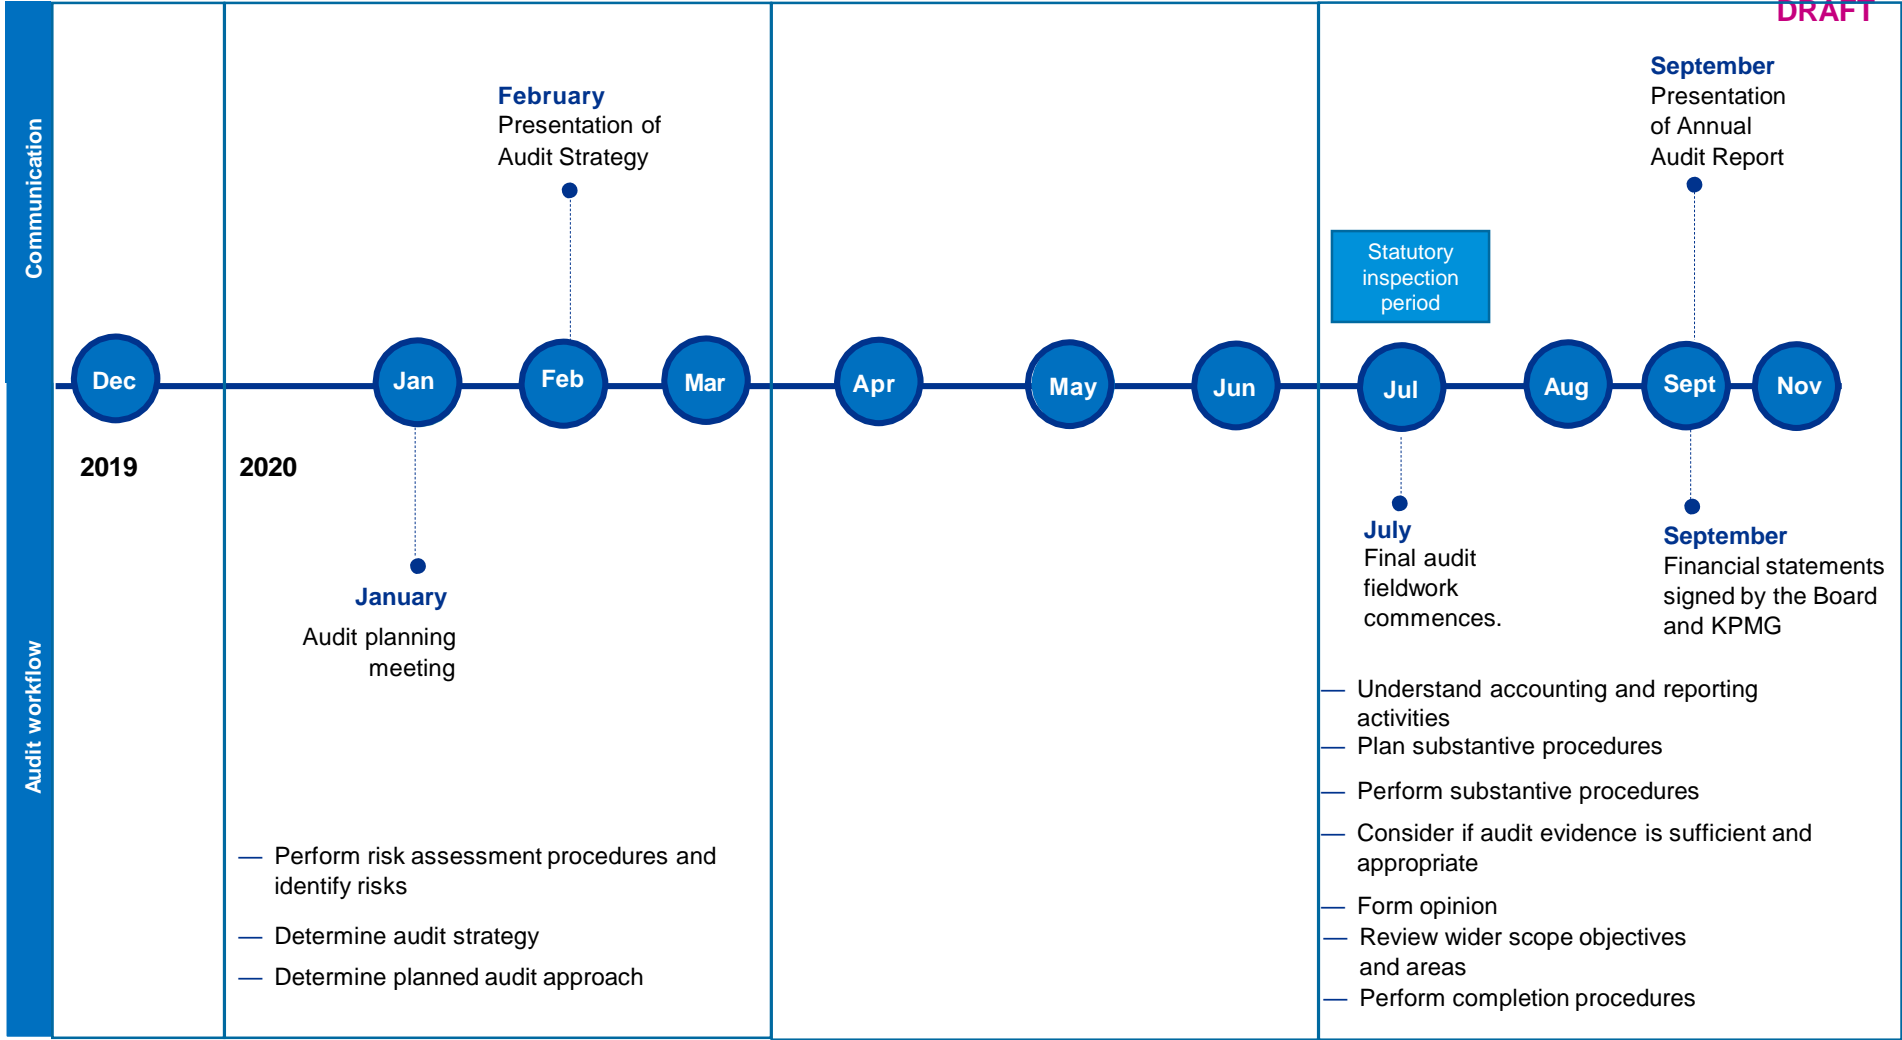 DRAFT
Communication
February
Presentation of
Audit Strategy
September
Presentation
of Annual
Audit Report
Statutory
inspection
period
Dec
Jan
Feb
Mar
Apr
May
Jun
Jul
Aug
Sept
Nov
2019
2020
Audit workflow
January
Audit planning
meeting
July
Final audit
fieldwork
commences.
September
Financial statements
signed by the Board
and KPMG
— Perform risk assessment procedures and
identify risks
— Determine audit strategy
— Determine planned audit approach
— Understand accounting and reporting
activities
— Plan substantive procedures
— Perform substantive procedures
— Consider if audit evidence is sufficient and
appropriate
— Form opinion
— Review wider scope objectives
and areas
— Perform completion procedures